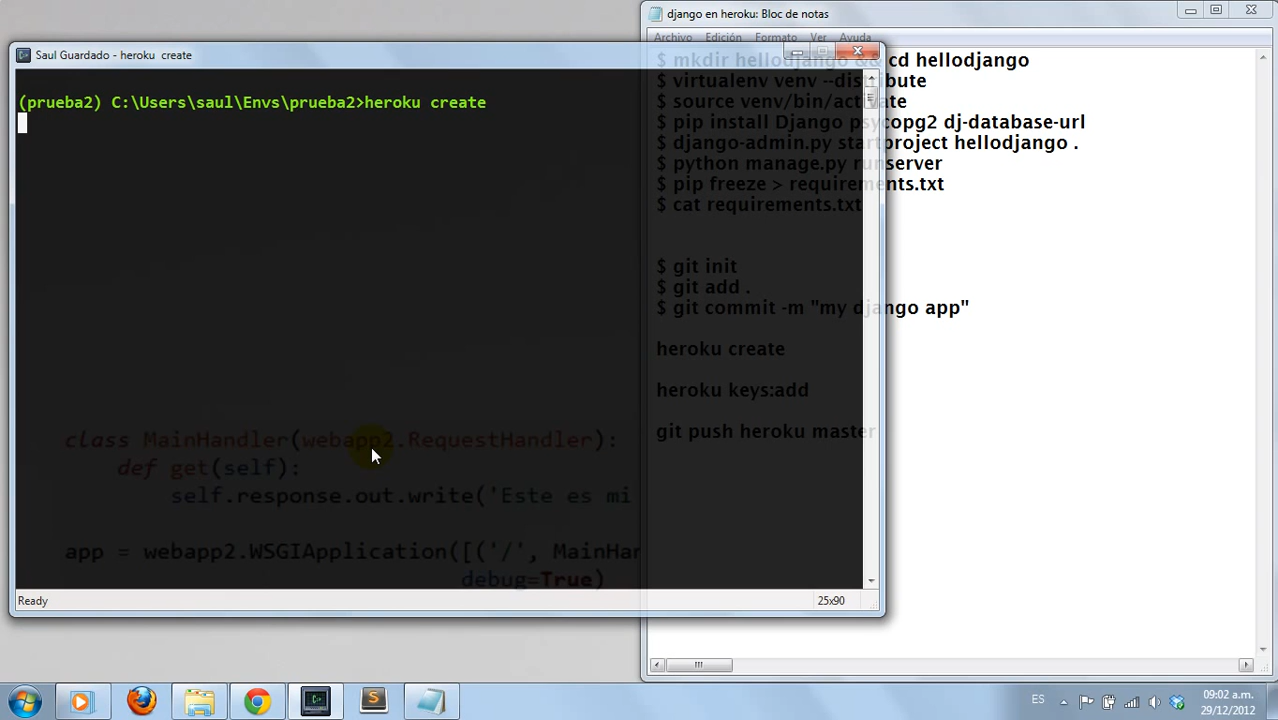 django en heroku: Bloc de notas
Archivo Edición Formato Ver Ayuda
Saul Guardado - heroku create
(prueba2) C:\Users\saul\Envs\prueba2>heroku create
$ mkdir hellodjango && cd hellodjango
$ virtualenv venv --distribute
$ source venv/bin/activate
$ pip install Django psycopg2 dj-database-url
$ django-admin.py startproject hellodjango .
$ python manage.py runserver
$ pip freeze > requirements.txt
$ cat requirements.txt
$ git init
$ git add .
$ git commit -m "my django app"
heroku create
heroku keys:add
git push heroku master
class MainHandler(webapp2.RequestHandler):
def get(self):
self.response.out.write('Este es mi
app = webapp2.WSGIApplication([('/', MainHan
debug=True)
Ready
25x90
ES
09:02 a.m.
29/12/2012